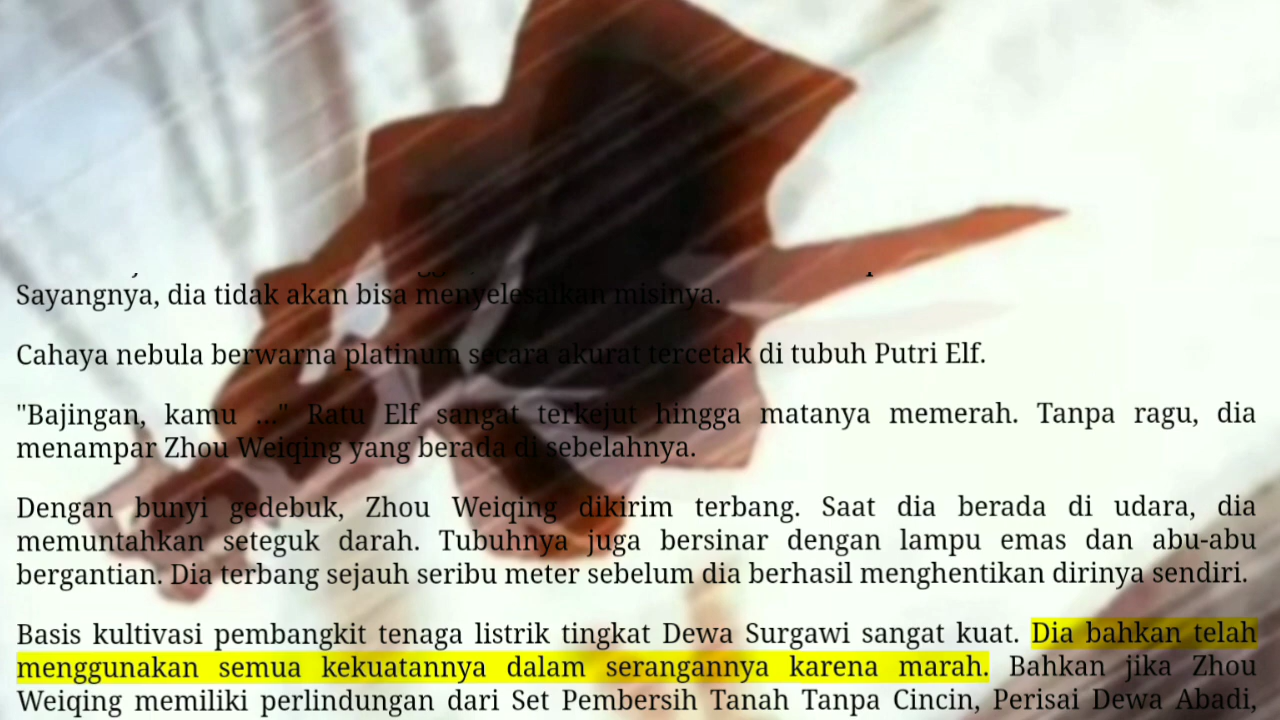 Sayangnya, dia tidak akan bisa menyelesaikan misinya.
Cahaya nebula berwarna platinum secara akurat tercetak di tubuh Putri Elf.
"Bajingan, kamu ..." Ratu Elf sangat terkejut hingga matanya memerah. Tanpa ragu, dia
menampar Zhou Weiqing yang berada di sebelahnya.
Dengan bunyi gedebuk, Zhou Weiqing dikirim terbang. Saat dia berada di udara, dia
memuntahkan seteguk darah. Tubuhnya juga bersinar dengan lampu emas dan abu-abu
bergantian. Dia terbang sejauh seribu meter sebelum dia berhasil menghentikan dirinya sendiri.
Basis kultivasi pembangkit tenaga listrik tingkat Dewa Surgawi sangat kuat. Dia bahkan telah
menggunakan semua kekuatannya dalam serangannya karena marah. Bahkan jika Zhou
Weiqing memiliki perlindungan dari Set Pembersih Tanah Tanpa Cincin, Perisai Dewa Abadi,